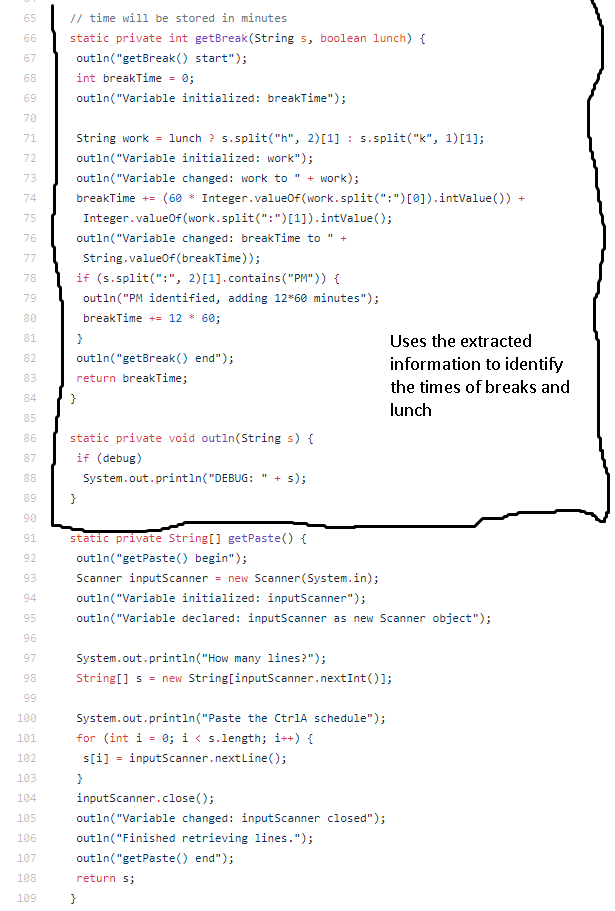 65 // time will be stored in minutes
66 static private int getBreak(String s, boolean lunch) {
67 outln("getBreak() start");
68 int breakTime = 0;
69 outln("Variable initialized: breakTime");
70
71 String work = lunch ? s.split("h", 2)[1] : s.split("k", 1)[1];
72 outln("Variable initialized: work");
73 outln("Variable changed: work to " + work);
74 breakTime += (60 * Integer.valueOf(work.split(":")[0]).intValue()) +
75 Integer.valueOf(work.split(":")[1]).intValue();
76 outln("Variable changed: breakTime to " +
77 String.valueOf(breakTime));
78 if (s.split(":", 2)[1].contains("PM")) {
79 outln("PM identified, adding 12*60 minutes");
80 breakTime += 12 * 60;
81 }
82 outln("getBreak() end");
83 return breakTime;
84 }
Uses the extracted
information to identify
the times of breaks and
lunch
85
86 static private void outln(String s) {
87 if (debug)
88 System.out.println("DEBUG: " + s);
89 }
90
91 static private String[] getPaste() {
92 outln("getPaste() begin");
93 Scanner inputScanner = new Scanner(System.in);
94 outln("Variable initialized: inputScanner");
95 outln("Variable declared: inputScanner as new Scanner object");
96
97 System.out.println("How many lines?");
98 String[] s = new String[inputScanner.nextInt()];
99
100 System.out.println("Paste the CtrlA schedule");
101 for (int i = 0; i < s.length; i++) {
102 s[i] = inputScanner.nextLine();
103 }
104 inputScanner.close();
105 outln("Variable changed: inputScanner closed");
106 outln("Finished retrieving lines.");
107 outln("getPaste() end");
108 return s;
109 }